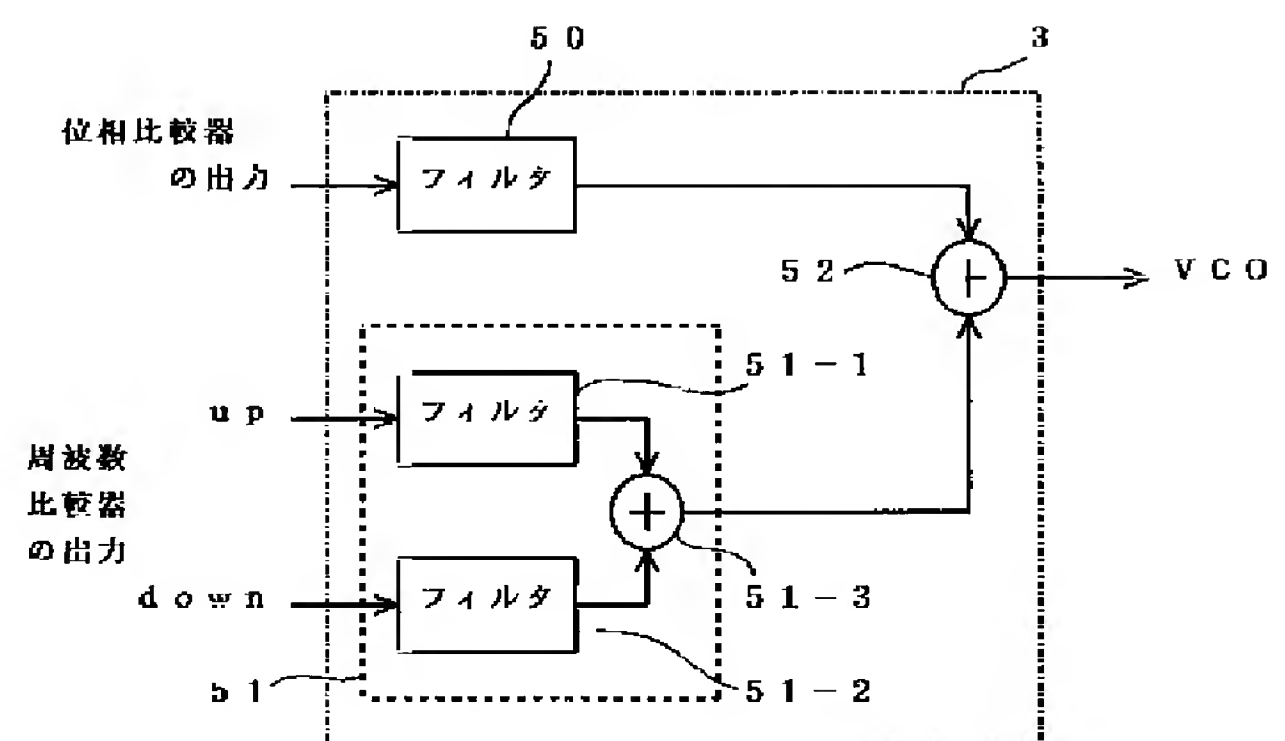 50
3
位相比較器
の出力
フィルタ
52
VCO
51-1
up
フィルタ
周波数
比較器
の出力
down
フィルタ
51-3
51
51-2